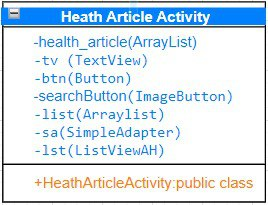 Heath Article Activity
-health_article(ArrayList)
-tv (TextView)
-btn(Button)
-searchButton(ImageButton)
-list(Arraylist)
-sa(SimpleAdapter)
-lst(ListViewAH)
+HeathArticleActivity:public class